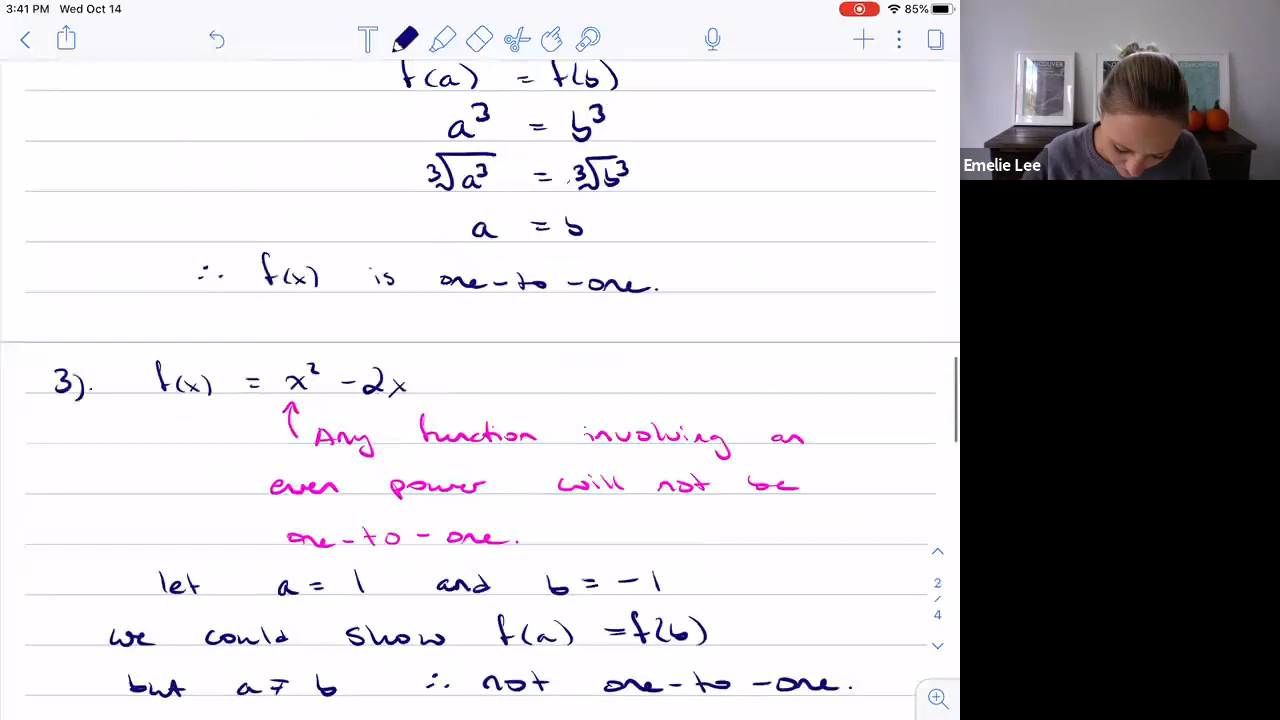 3:41 PM Wed Oct 14
85%
f(a) = f(b)
a³ = b³
∛a³ = ∛b³
a = b
∴ f(x) is one-to-one.
3). f(x) = x² - 2x
Any function involving an
even power will not be
one-to-one.
let a = 1 and b = -1
we could show f(a) = f(b)
but a ≠ b ∴ not one-to-one.
2
/
4
Emelie Lee